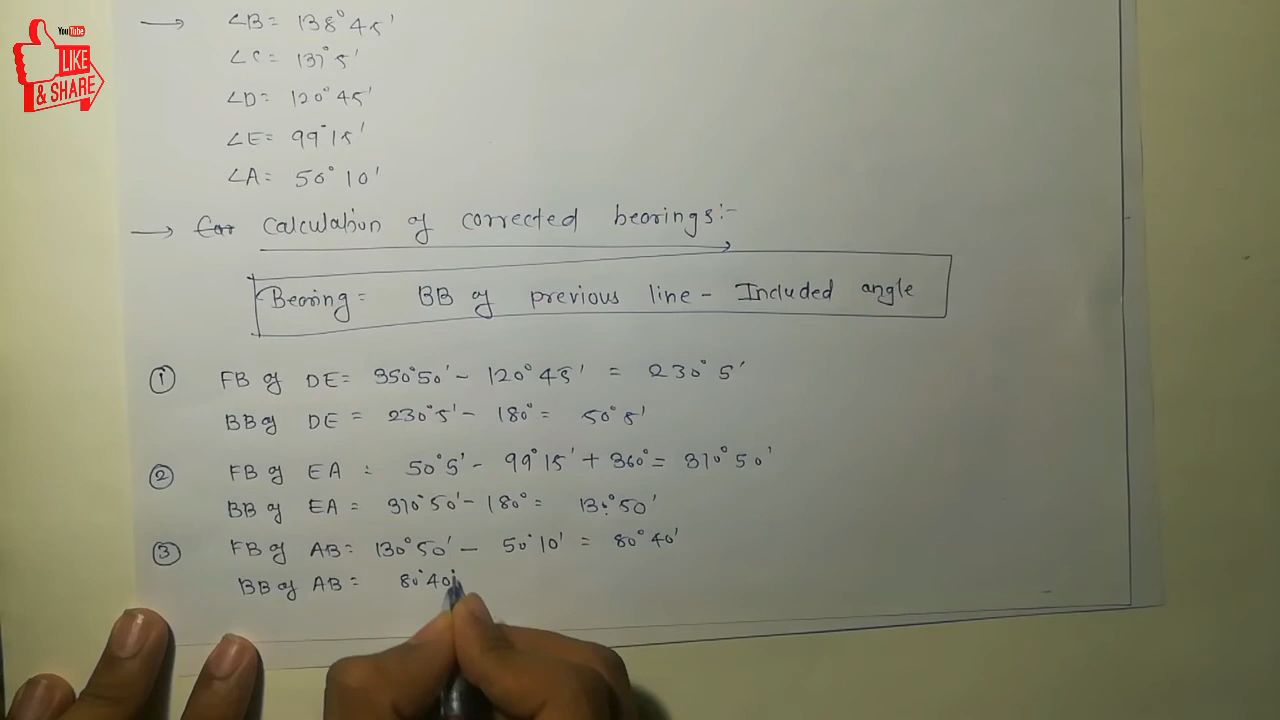 YouTube
LIKE
& SHARE
→ ∠B = 138°45'
∠C = 137°5'
∠D = 120°45'
∠E = 99°15'
∠A = 50°10'
→ calculation of corrected bearings:-
Bearing = BB of previous line - Included angle
① FB of DE = 350°50' - 120°45' = 230°5'
BB of DE = 230°5' - 180° = 50°5'
② FB of EA = 50°5' - 99°15' + 360° = 310°50'
BB of EA = 310°50' - 180° = 130°50'
③ FB of AB = 130°50' - 50°10' = 80°40'
BB of AB = 80°40'